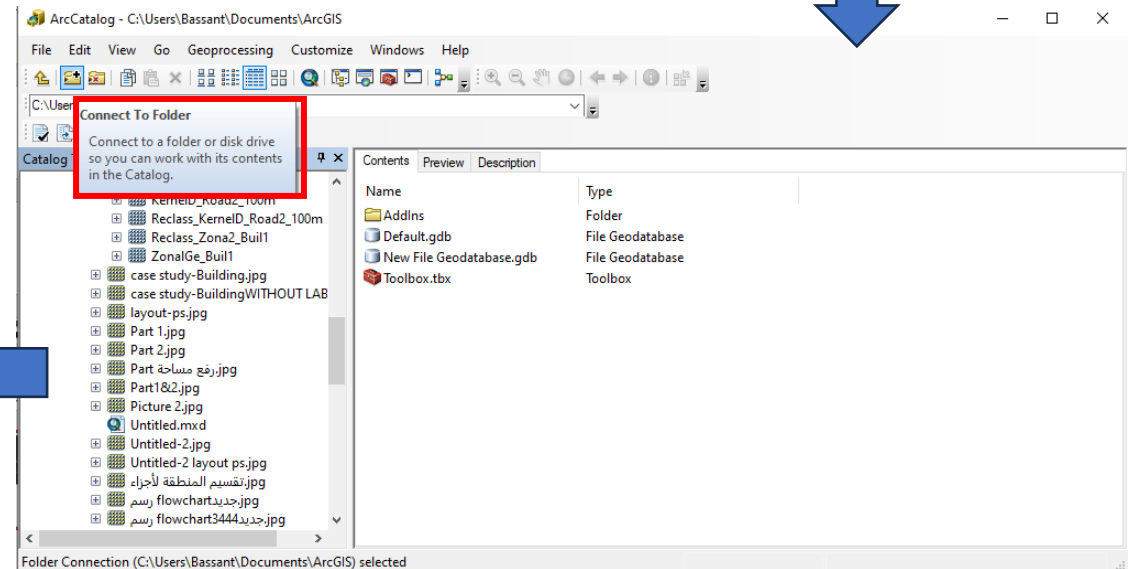 ArcCatalog - C:\Users\Bassant\Documents\ArcGIS
File Edit View Go Geoprocessing Customize Windows Help
C:\User
Connect To Folder
Connect to a folder or disk drive
so you can work with its contents
in the Catalog.
Catalog
Contents Preview Description
Name Type
AddIns Folder
Default.gdb File Geodatabase
New File Geodatabase.gdb File Geodatabase
Toolbox.tbx Toolbox
KernelD_Road2_100m
Reclass_KernelD_Road2_100m
Reclass_Zona2_Buil1
ZonalGe_Buil1
case study-Building.jpg
case study-BuildingWITHOUT LAB
layout-ps.jpg
Part 1.jpg
Part 2.jpg
Part رفع مساحة.jpg
Part1&2.jpg
Picture 2.jpg
Untitled.mxd
Untitled-2.jpg
Untitled-2 layout ps.jpg
تقسيم المنطقة لأجزاء.jpg
رسم flowchartجديد.jpg
رسم flowchart3444جديد.jpg
Folder Connection (C:\Users\Bassant\Documents\ArcGIS) selected